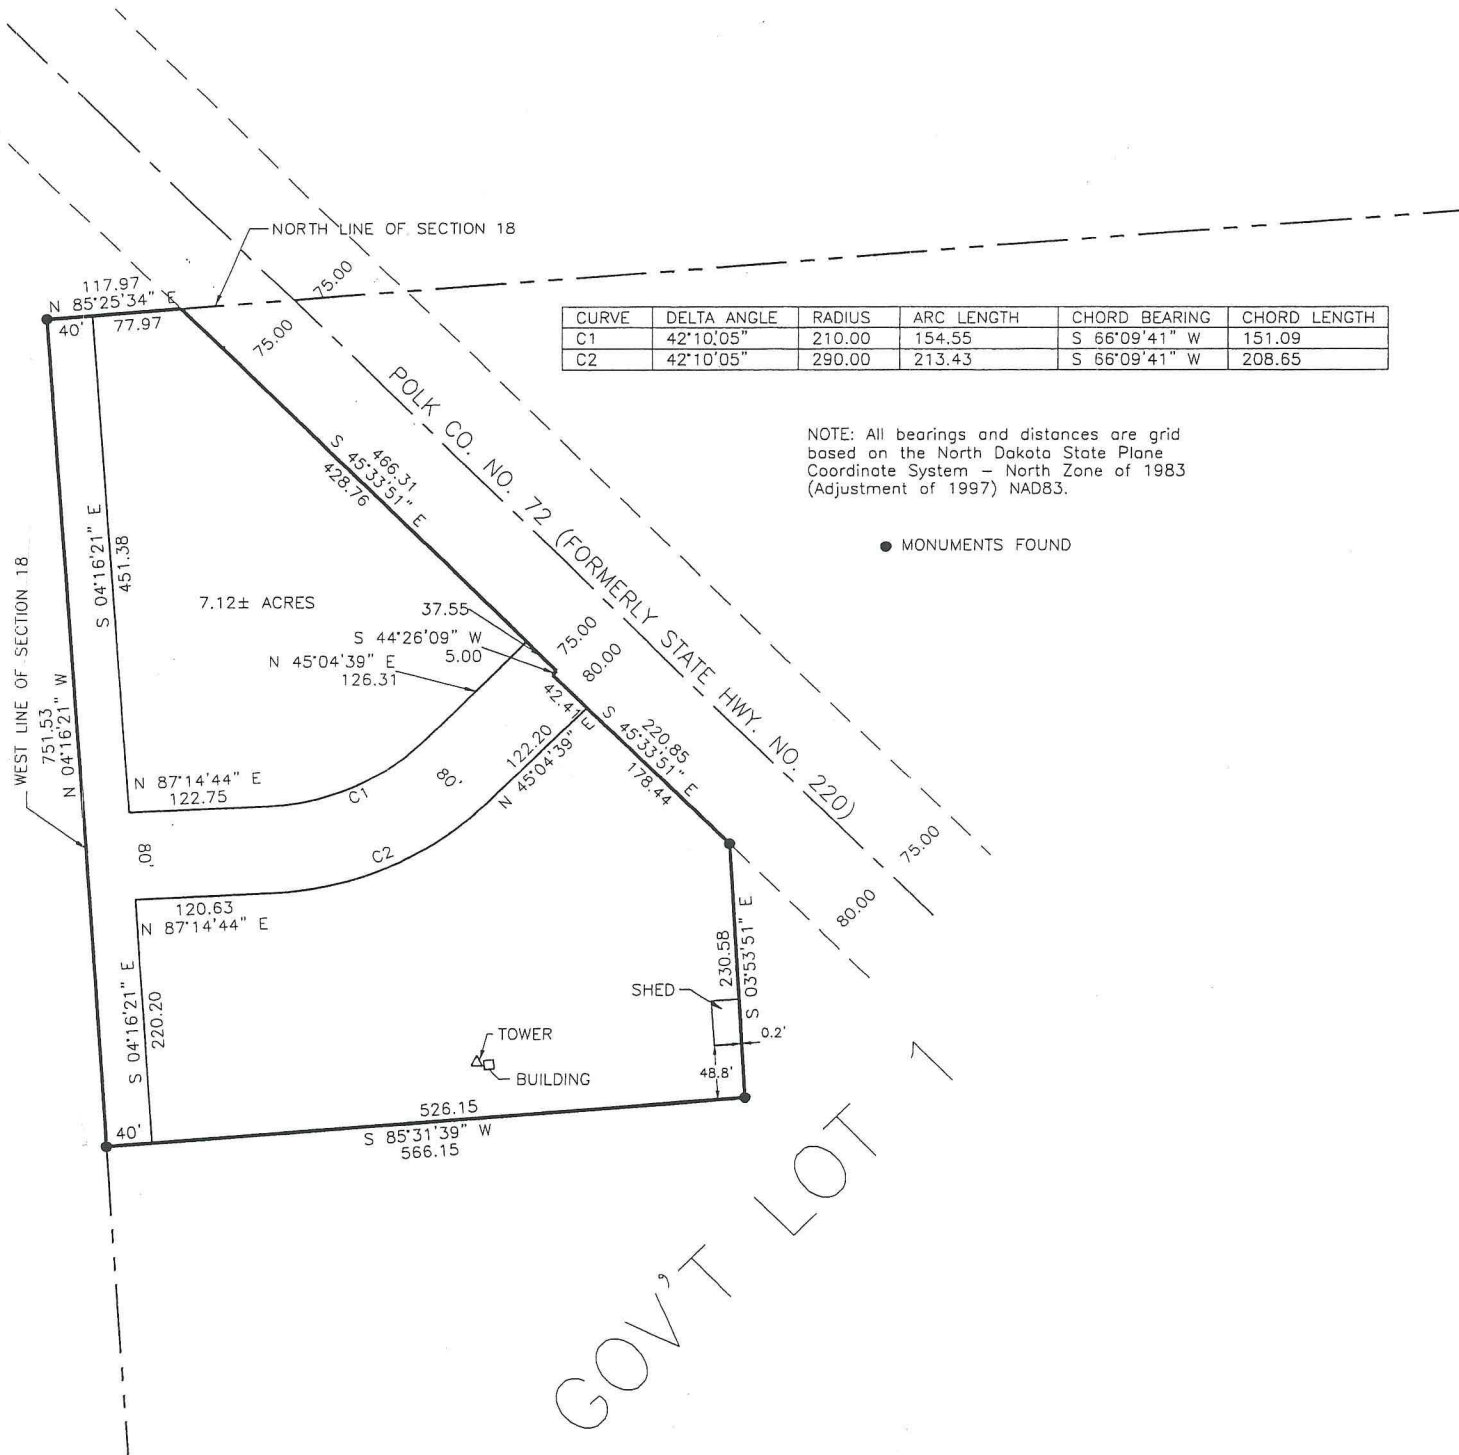 NORTH LINE OF SECTION 18
75.00
117.97
N 85°25'34" E
40'
77.97
75.00
CURVE DELTA ANGLE RADIUS ARC LENGTH CHORD BEARING CHORD LENGTH
C1 42°10'05" 210.00 154.55 S 66°09'41" W 151.09
C2 42°10'05" 290.00 213.43 S 66°09'41" W 208.65
POLK CO. NO. 72 (FORMERLY STATE HWY. NO. 220)
NOTE: All bearings and distances are grid
based on the North Dakota State Plane
Coordinate System – North Zone of 1983
(Adjustment of 1997) NAD83.
466.31
S 45°33'51" E
428.76
MONUMENTS FOUND
WEST LINE OF SECTION 18
751.53
N 04°16'21" W
S 04°16'21" E
451.38
7.12± ACRES
37.55
S 44°26'09" W
5.00
N 45°04'39" E
126.31
75.00
80.00
42.41
220.85
S 45°33'51" E
178.44
122.20
N 45°04'39" E
80'
N 87°14'44" E
122.75
C1
C2
80'
75.00
80.00
120.63
N 87°14'44" E
S 04°16'21" E
220.20
230.58
S 03°53'51" E
SHED
0.2'
48.8'
TOWER
BUILDING
40'
526.15
S 85°31'39" W
566.15
GOV'T LOT 1